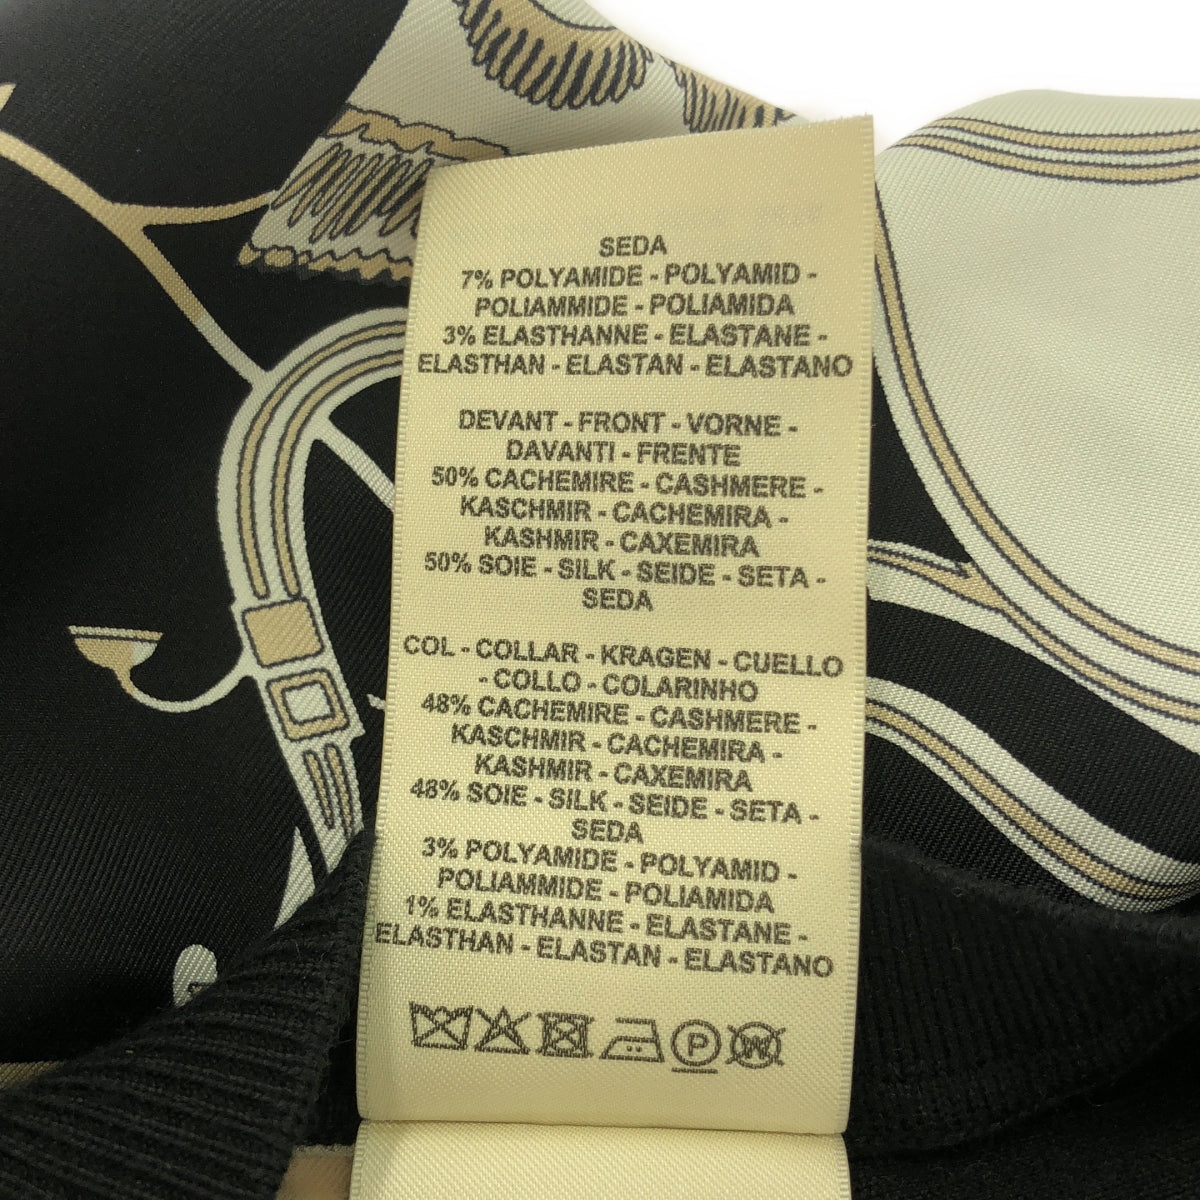 SEDA
7% POLYAMIDE - POLYAMID -
POLIAMMIDE - POLIAMIDA
3% ELASTHANNE - ELASTANE -
ELASTHAN - ELASTAN - ELASTANO
DEVANT - FRONT - VORNE -
DAVANTI - FRENTE
50% CACHEMIRE - CASHMERE -
KASCHMIR - CACHEMIRA -
KASHMIR - CAXEMIRA
50% SOIE - SILK - SEIDE - SETA -
SEDA
COL - COLLAR - KRAGEN - CUELLO
- COLLO - COLARINHO
48% CACHEMIRE - CASHMERE -
KASCHMIR - CACHEMIRA -
KASHMIR - CAXEMIRA
48% SOIE - SILK - SEIDE - SETA -
SEDA
3% POLYAMIDE - POLYAMID -
POLIAMMIDE - POLIAMIDA
1% ELASTHANNE - ELASTANE -
ELASTHAN - ELASTAN - ELASTANO
P W